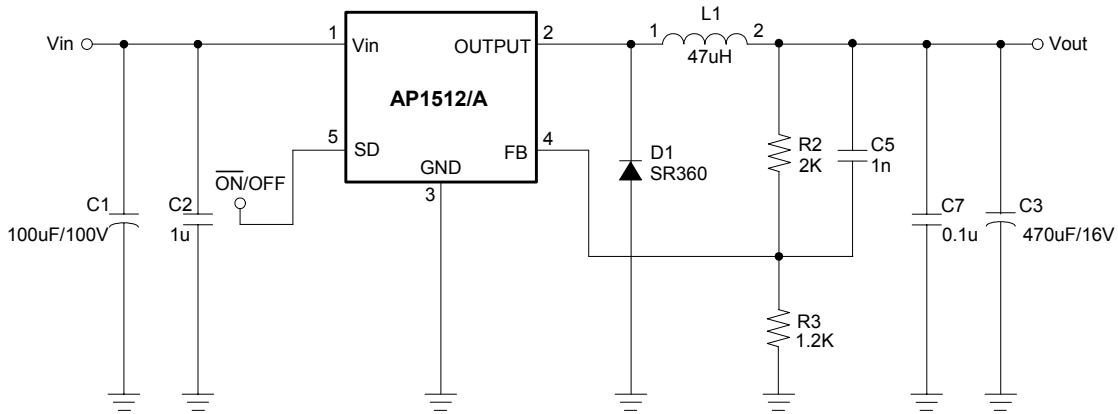 L1
Vin
1
Vin
OUTPUT
2
1
2
47uH
Vout
AP1512/A
5
SD
FB
4
GND
3
ON/OFF
D1
SR360
R2
2K
C5
1n
C1
100uF/100V
C2
1u
C7
0.1u
C3
470uF/16V
R3
1.2K